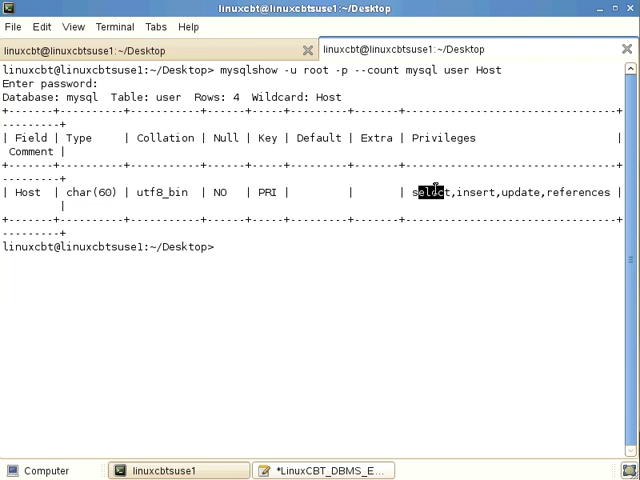 linuxcbt@linuxcbtsuse1:~/Desktop
File Edit View Terminal Tabs Help
linuxcbt@linuxcbtsuse1:~/Desktop
linuxcbt@linuxcbtsuse1:~/Desktop
linuxcbt@linuxcbtsuse1:~/Desktop> mysqlshow -u root -p --count mysql user Host
Enter password:
Database: mysql  Table: user  Rows: 4  Wildcard: Host
+-------+----------+-----------+------+-----+---------+-------+---------------------------------+
---------+
| Field | Type     | Collation | Null | Key | Default | Extra | Privileges
 Comment |
+-------+----------+-----------+------+-----+---------+-------+---------------------------------+
---------+
| Host  | char(60) | utf8_bin  | NO   | PRI |         |       | select,insert,update,references |
         |
+-------+----------+-----------+------+-----+---------+-------+---------------------------------+
---------+
linuxcbt@linuxcbtsuse1:~/Desktop>
Computer
linuxcbtsuse1
*LinuxCBT_DBMS_E...